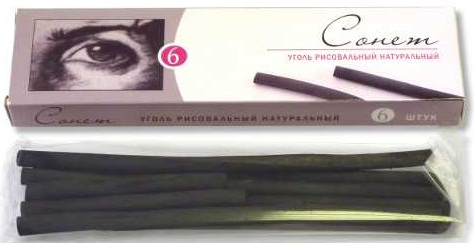 6
Сонет
УГОЛЬ РИСОВАЛЬНЫЙ НАТУРАЛЬНЫЙ
Сонет УГОЛЬ РИСОВАЛЬНЫЙ НАТУРАЛЬНЫЙ 6 ШТУК